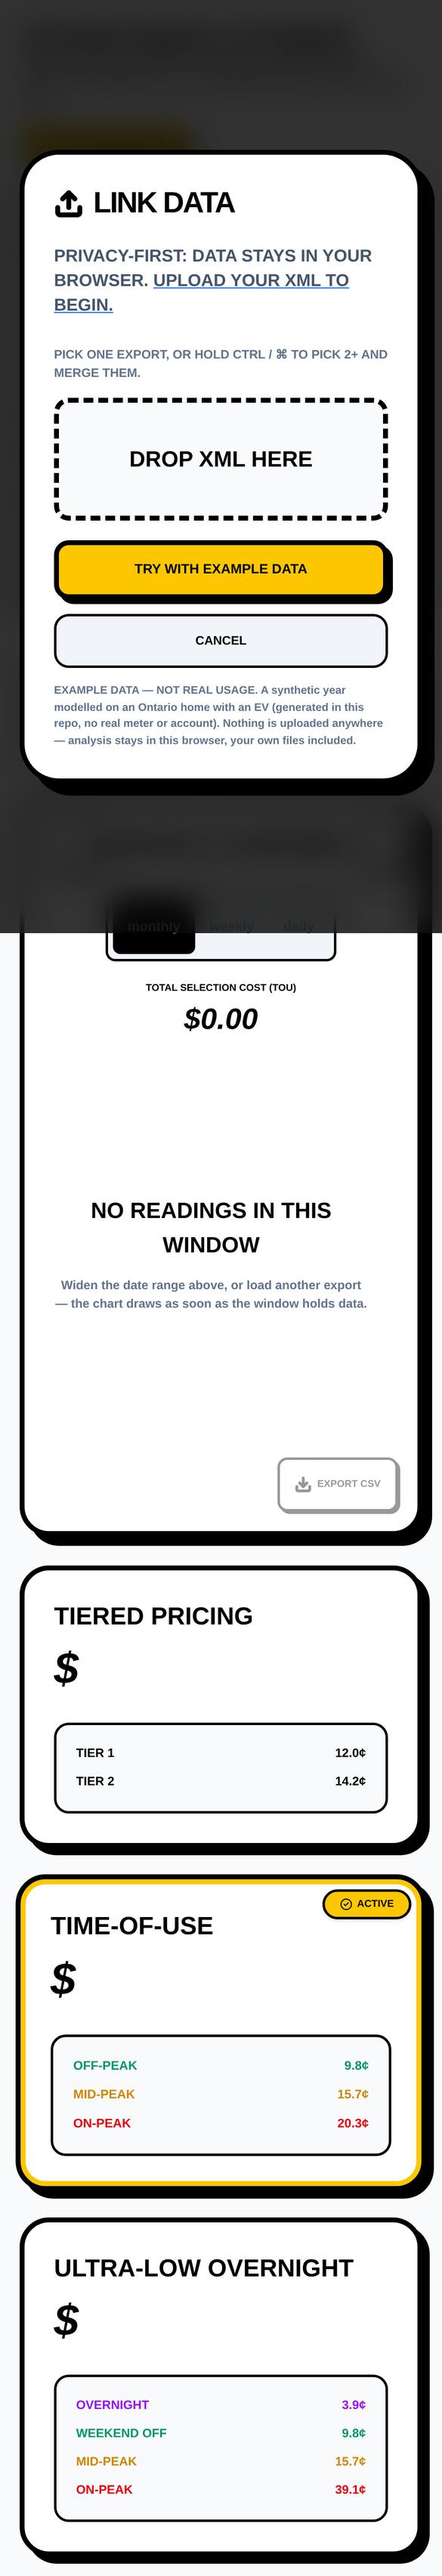 LINK DATA
PRIVACY-FIRST: DATA STAYS IN YOUR
BROWSER. UPLOAD YOUR XML TO
BEGIN.
PICK ONE EXPORT, OR HOLD CTRL / ⌘ TO PICK 2+ AND
MERGE THEM.
DROP XML HERE
TRY WITH EXAMPLE DATA
CANCEL
EXAMPLE DATA — NOT REAL USAGE. A synthetic year
modelled on an Ontario home with an EV (generated in this
repo, no real meter or account). Nothing is uploaded anywhere
— analysis stays in this browser, your own files included.
monthly weekly daily
TOTAL SELECTION COST (TOU)
$0.00
NO READINGS IN THIS
WINDOW
Widen the date range above, or load another export
— the chart draws as soon as the window holds data.
EXPORT CSV
TIERED PRICING
$
TIER 1 12.0¢
TIER 2 14.2¢
ACTIVE
TIME-OF-USE
$
OFF-PEAK 9.8¢
MID-PEAK 15.7¢
ON-PEAK 20.3¢
ULTRA-LOW OVERNIGHT
$
OVERNIGHT 3.9¢
WEEKEND OFF 9.8¢
MID-PEAK 15.7¢
ON-PEAK 39.1¢